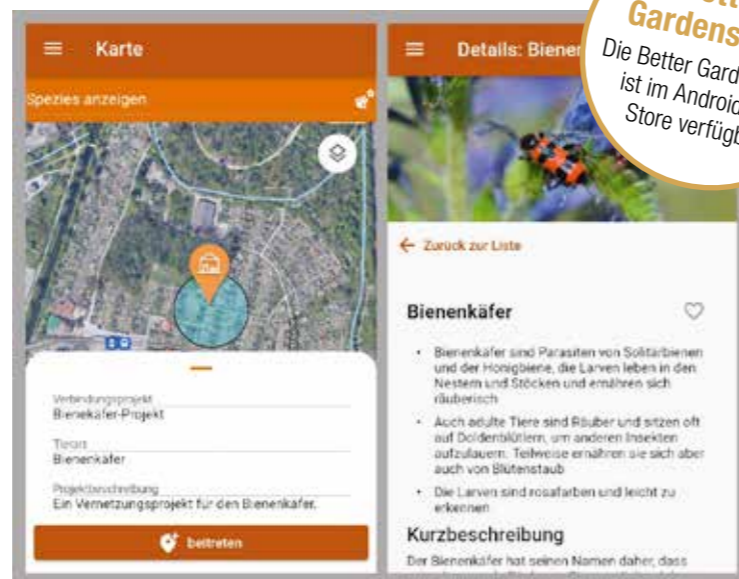 Karte
Spezies anzeigen
Verbindungsprojekt
Bienekäfer-Projekt
Tierart
Bienenkäfer
Projektbeschreibung
Ein Vernetzungsprojekt für den Bienenkäfer.
beitreten
Details: Biene
Gardens
Die Better Gard
ist im Android
Store verfügb
Zurück zur Liste
Bienenkäfer
• Bienenkäfer sind Parasiten von Solitärbienen
und der Honigbiene, die Larven leben in den
Nestern und Stöcken und ernähren sich
räuberisch
• Auch adulte Tiere sind Räuber und sitzen oft
auf Doldenblütlern, um anderen Insekten
aufzulauern. Teilweise ernähren sie sich aber
auch von Blütenstaub
• Die Larven sind rosafarben und leicht zu
erkennen
Kurzbeschreibung
Der Bienenkäfer hat seinen Namen daher, dass